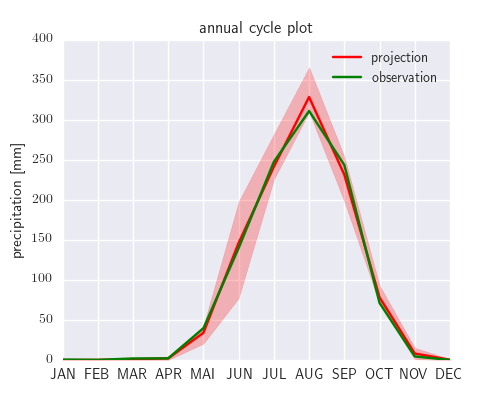 annual cycle plot
400
350
300
250
200
150
100
50
0
precipitation [mm]
projection
observation
JAN FEB MAR APR MAI JUN JUL AUG SEP OCT NOV DEC